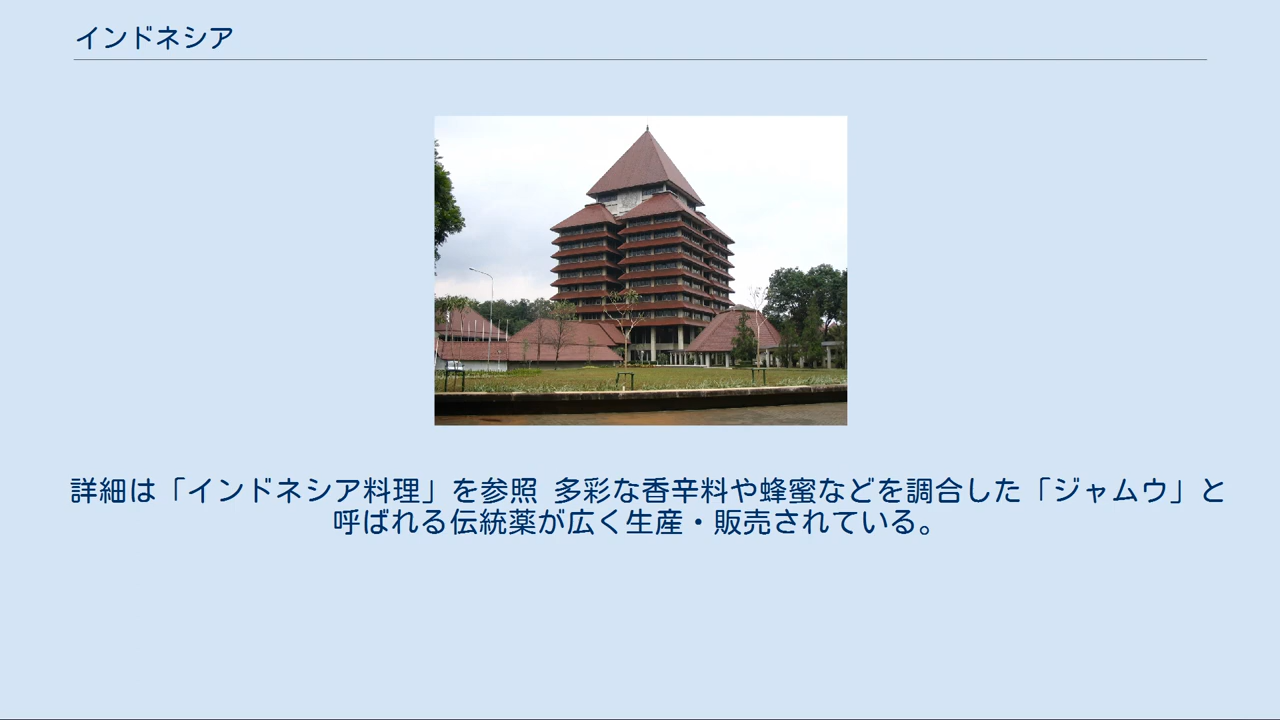 インドネシア
詳細は「インドネシア料理」を参照 多彩な香辛料や蜂蜜などを調合した「ジャムウ」と
呼ばれる伝統薬が広く生産・販売されている。